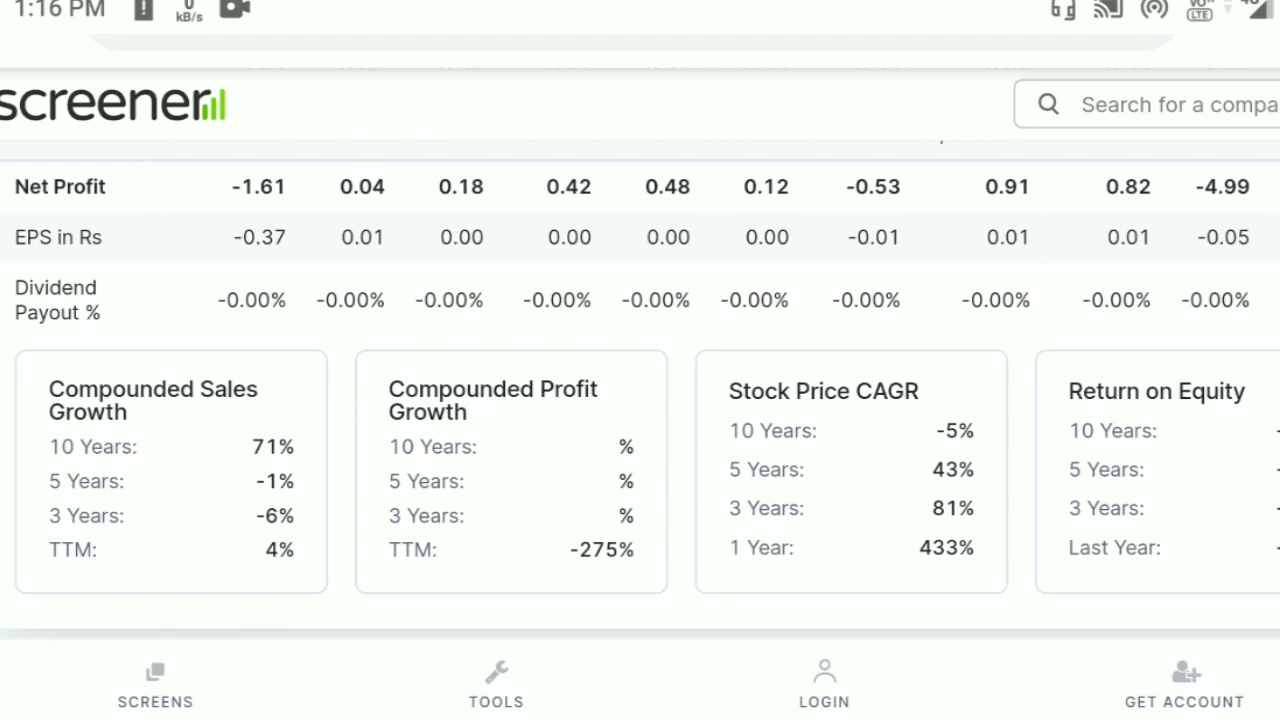 1:16 PM
0
kB/s
VO
LTE
4G
screener
Search for a compa
Net Profit -1.61 0.04 0.18 0.42 0.48 0.12 -0.53 0.91 0.82 -4.99
EPS in Rs -0.37 0.01 0.00 0.00 0.00 0.00 -0.01 0.01 0.01 -0.05
Dividend
Payout % -0.00% -0.00% -0.00% -0.00% -0.00% -0.00% -0.00% -0.00% -0.00% -0.00%
Compounded Sales
Growth
10 Years: 71%
5 Years: -1%
3 Years: -6%
TTM: 4%
Compounded Profit
Growth
10 Years: %
5 Years: %
3 Years: %
TTM: -275%
Stock Price CAGR
10 Years: -5%
5 Years: 43%
3 Years: 81%
1 Year: 433%
Return on Equity
10 Years: -
5 Years: -
3 Years: -
Last Year: -
SCREENS
TOOLS
LOGIN
GET ACCOUNT